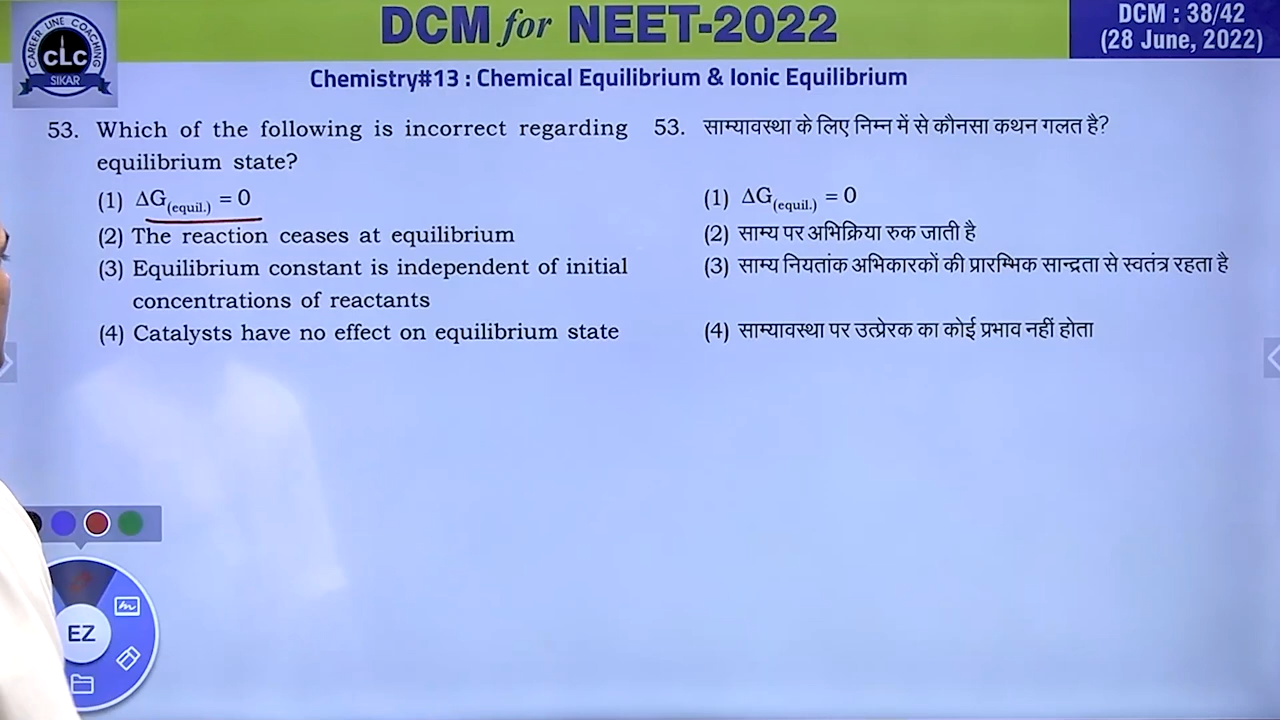 DCM for NEET-2022
DCM : 38/42
(28 June, 2022)
CAREER LINE COACHING
CLC
SIKAR
Chemistry#13 : Chemical Equilibrium & Ionic Equilibrium
53. Which of the following is incorrect regarding
equilibrium state?
(1) ΔG(equil.) = 0
(2) The reaction ceases at equilibrium
(3) Equilibrium constant is independent of initial
concentrations of reactants
(4) Catalysts have no effect on equilibrium state
53. साम्यावस्था के लिए निम्न में से कौनसा कथन गलत है?
(1) ΔG(equil.) = 0
(2) साम्य पर अभिक्रिया रुक जाती है
(3) साम्य नियतांक अभिकारकों की प्रारम्भिक सान्द्रता से स्वतंत्र रहता है
(4) साम्यावस्था पर उत्प्रेरक का कोई प्रभाव नहीं होता
EZ